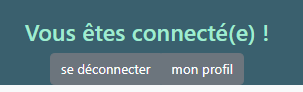 Vous êtes connecté(e) !
se déconnecter mon profil